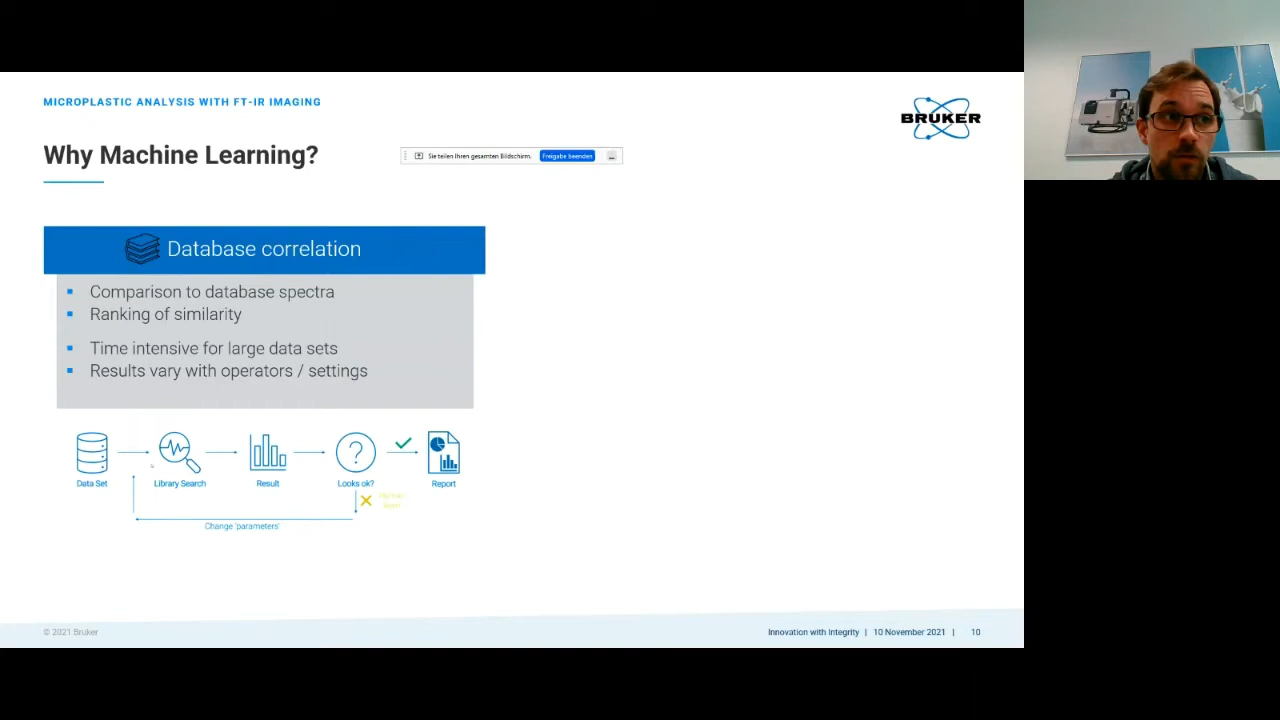 MICROPLASTIC ANALYSIS WITH FT-IR IMAGING
BRUKER
Why Machine Learning?
Sie teilen Ihren gesamten Bildschirm. Freigabe beenden
Database correlation
Comparison to database spectra
Ranking of similarity
Time intensive for large data sets
Results vary with operators / settings
Data Set
Library Search
Result
Looks ok?
Report
Change 'parameters'
© 2021 Bruker
Innovation with Integrity | 10 November 2021 | 10